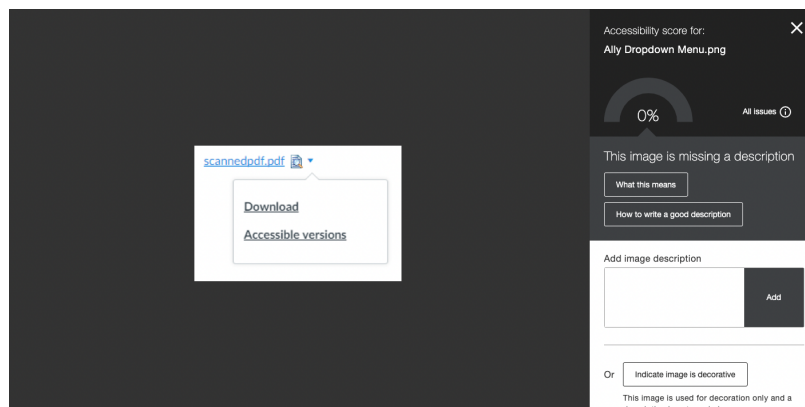 scannedpdf.pdf
Download
Accessible versions
Accessibility score for:
Ally Dropdown Menu.png
0%
All issues
This image is missing a description
What this means
How to write a good description
Add image description
Add
Or
Indicate image is decorative
This image is used for decoration only and a